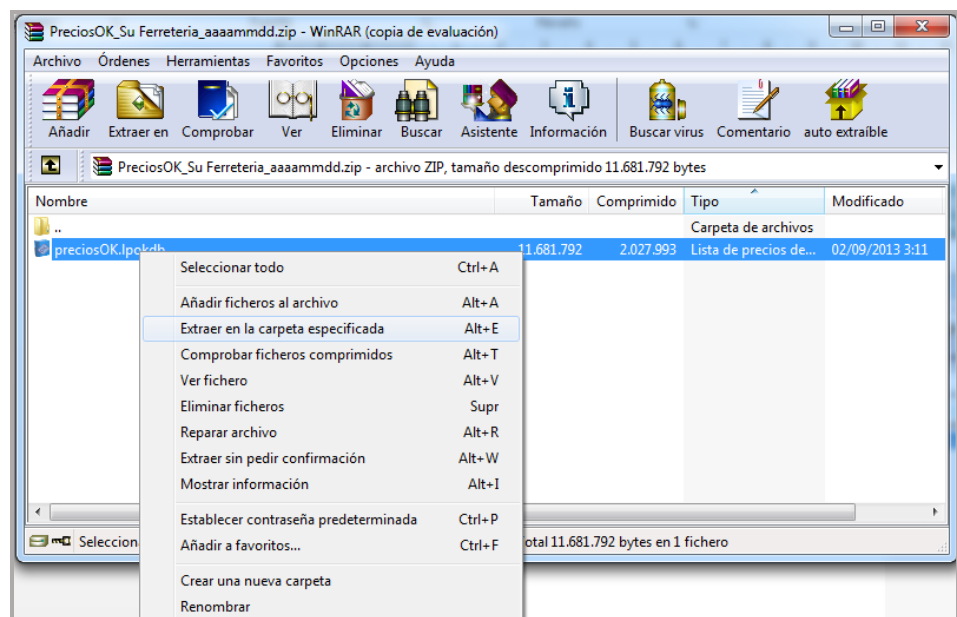 PreciosOK_Su Ferreteria_aaaammdd.zip - WinRAR (copia de evaluación)
Archivo Órdenes Herramientas Favoritos Opciones Ayuda
Añadir Extraer en Comprobar Ver Eliminar Buscar Asistente Información Buscar virus Comentario auto extraíble
PreciosOK_Su Ferreteria_aaaammdd.zip - archivo ZIP, tamaño descomprimido 11.681.792 bytes
Nombre Tamaño Comprimido Tipo Modificado
.. Carpeta de archivos
preciosOK.lpokdb 11.681.792 2.027.993 Lista de precios de... 02/09/2013 3:11
Seleccionar todo Ctrl+A
Añadir ficheros al archivo Alt+A
Extraer en la carpeta especificada Alt+E
Comprobar ficheros comprimidos Alt+T
Ver fichero Alt+V
Eliminar ficheros Supr
Reparar archivo Alt+R
Extraer sin pedir confirmación Alt+W
Mostrar información Alt+I
Establecer contraseña predeterminada Ctrl+P
Añadir a favoritos... Ctrl+F
Crear una nueva carpeta
Renombrar
Seleccion
otal 11.681.792 bytes en 1 fichero